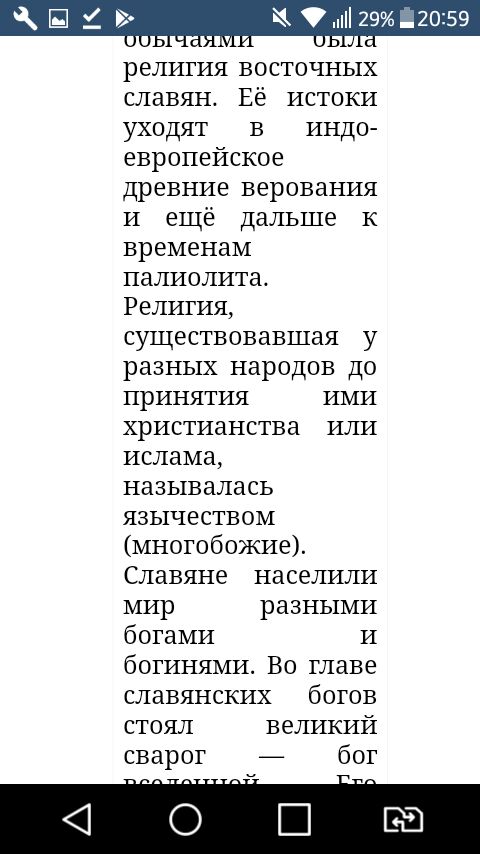 29% 20:59
обычаями была
религия восточных
славян. Её истоки
уходят в индо-
европейское
древние верования
и ещё дальше к
временам
палиолита.
Религия,
существовавшая у
разных народов до
принятия ими
христианства или
ислама,
называлась
язычеством
(многобожие).
Славяне населили
мир разными
богами и
богинями. Во главе
славянских богов
стоял великий
сварог — бог
вселенной. Его